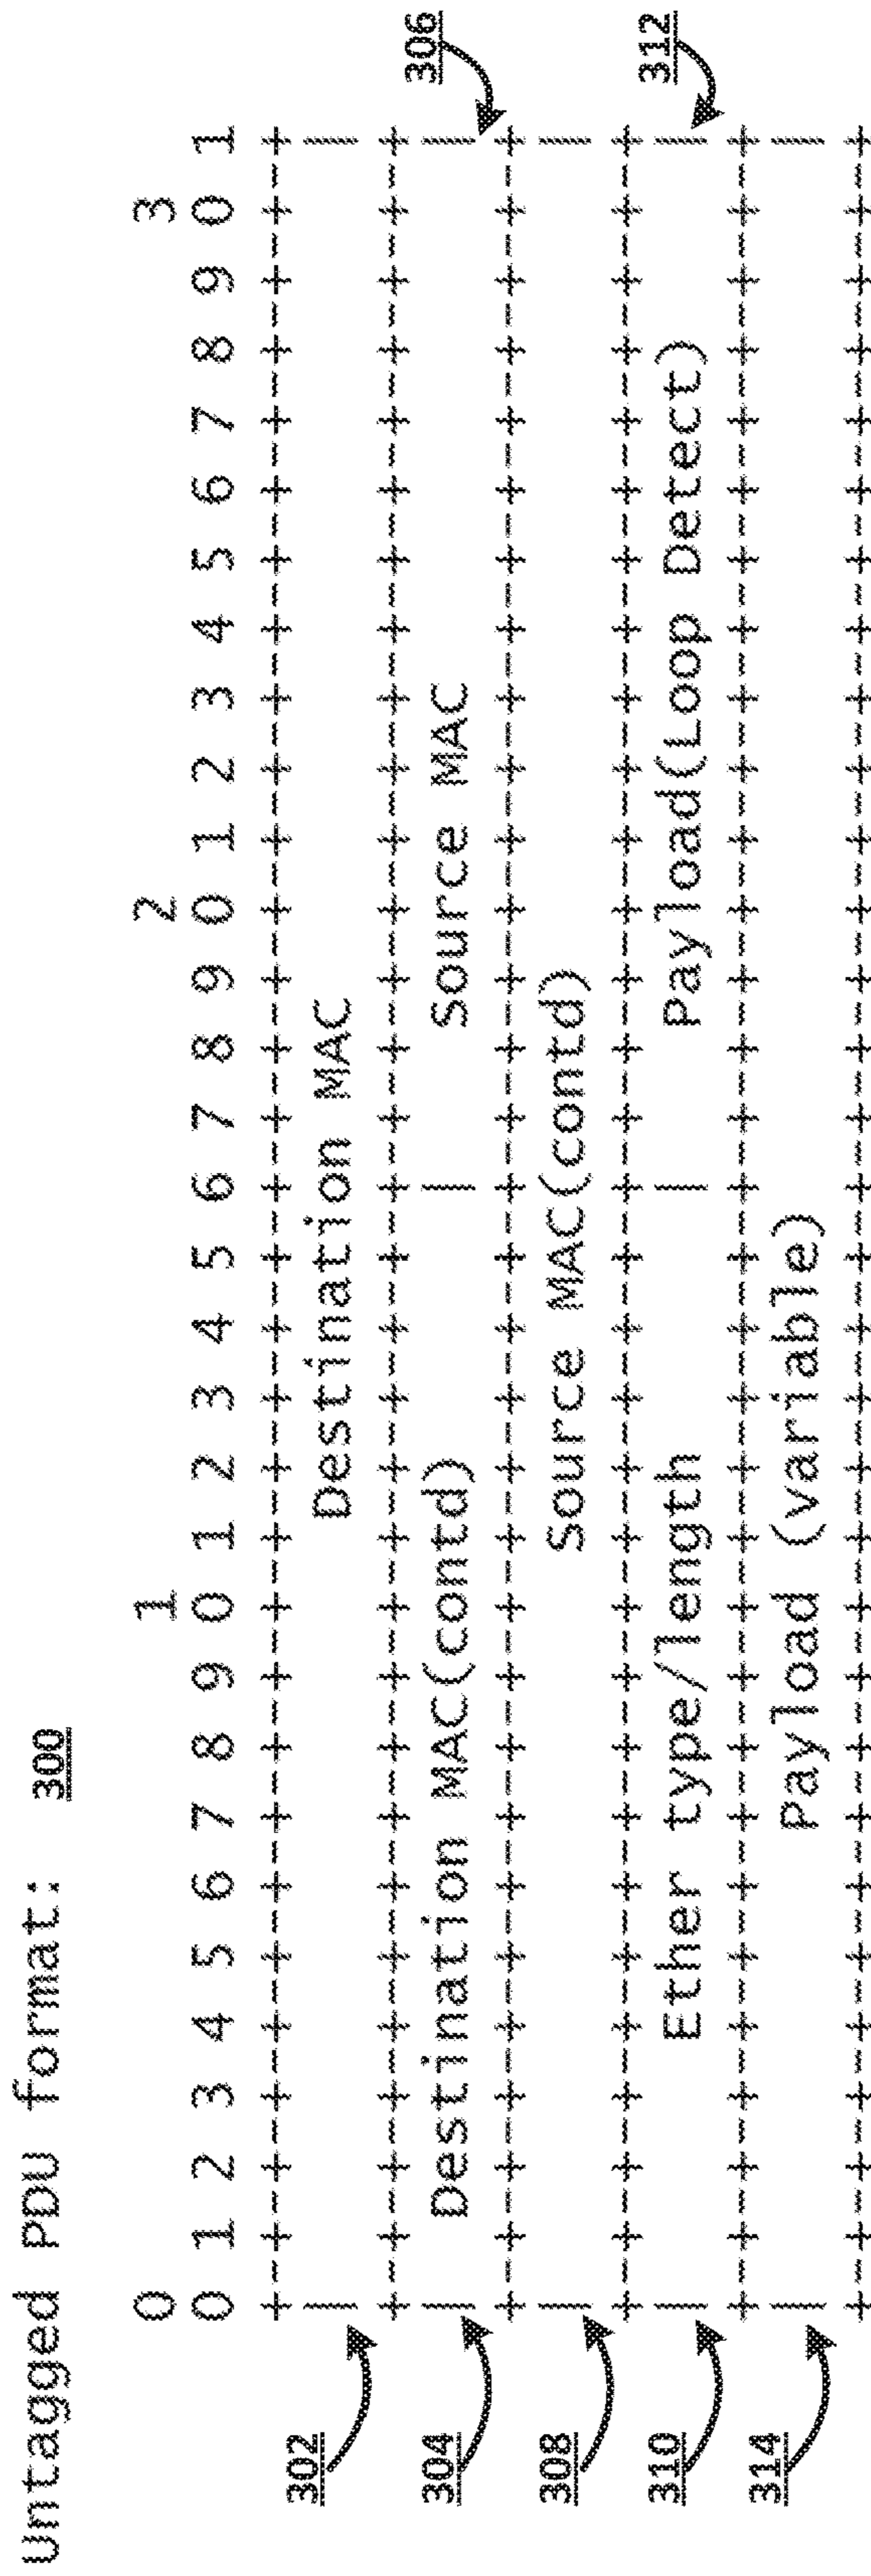 Untagged PDU format: 300
0 1 2 3
0 1 2 3 4 5 6 7 8 9 0 1 2 3 4 5 6 7 8 9 0 1 2 3 4 5 6 7 8 9 0 1
+-+-+-+-+-+-+-+-+-+-+-+-+-+-+-+-+-+-+-+-+-+-+-+-+-+-+-+-+-+-+-+-+
302 | Destination MAC |
+-+-+-+-+-+-+-+-+-+-+-+-+-+-+-+-+-+-+-+-+-+-+-+-+-+-+-+-+-+-+-+-+
304 | Destination MAC(contd) | Source MAC | 306
+-+-+-+-+-+-+-+-+-+-+-+-+-+-+-+-+-+-+-+-+-+-+-+-+-+-+-+-+-+-+-+-+
308 | Source MAC(contd) |
+-+-+-+-+-+-+-+-+-+-+-+-+-+-+-+-+-+-+-+-+-+-+-+-+-+-+-+-+-+-+-+-+
310 | Ether type/length | Payload(Loop Detect) | 312
+-+-+-+-+-+-+-+-+-+-+-+-+-+-+-+-+-+-+-+-+-+-+-+-+-+-+-+-+-+-+-+-+
314 | Payload (variable) |
+-+-+-+-+-+-+-+-+-+-+-+-+-+-+-+-+-+-+-+-+-+-+-+-+-+-+-+-+-+-+-+-+